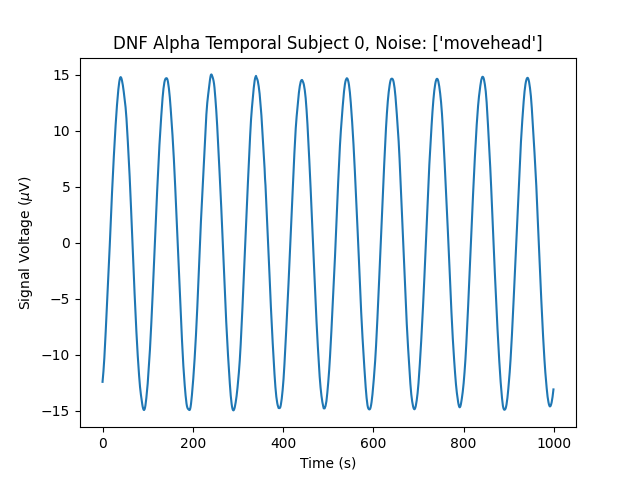 DNF Alpha Temporal Subject 0, Noise: ['movehead']
15
10
5
0
−5
−10
−15
Signal Voltage (μV)
0 200 400 600 800 1000
Time (s)